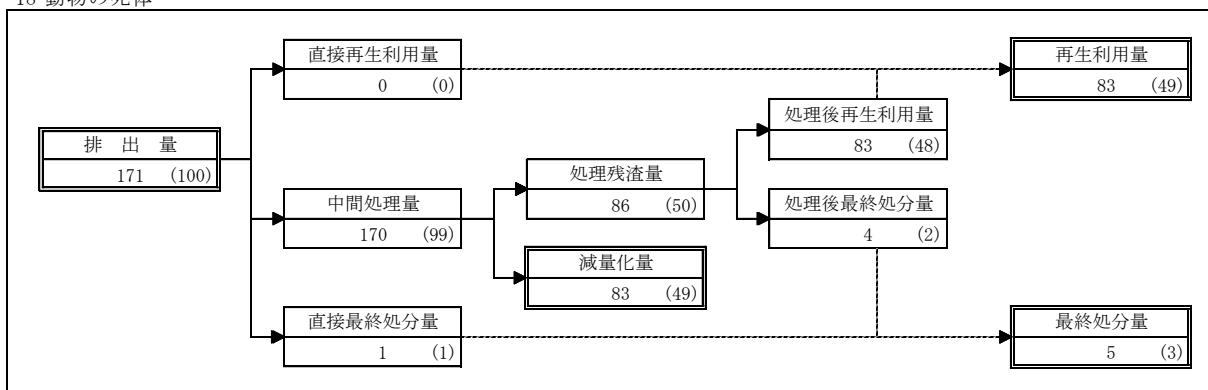 18 動物の死体
直接再生利用量
0 (0)
再生利用量
83 (49)
処理後再生利用量
83 (48)
排 出 量
171 (100)
処理残渣量
86 (50)
中間処理量
170 (99)
処理後最終処分量
4 (2)
減量化量
83 (49)
直接最終処分量
1 (1)
最終処分量
5 (3)